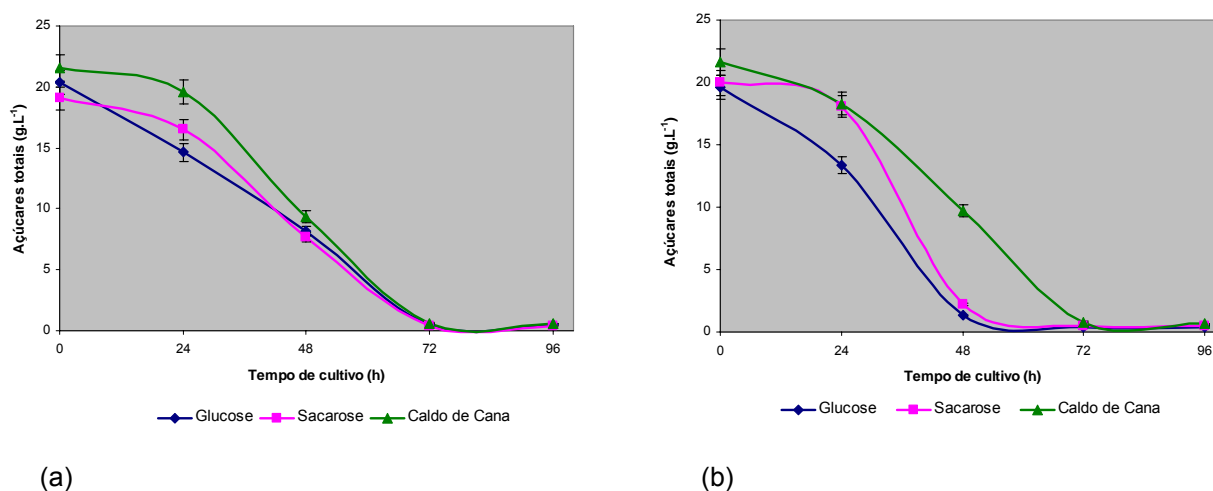 25
20
15
10
5
0
Açúcares totais (g.L⁻¹)
0 24 48 72 96
Tempo de cultivo (h)
Glucose Sacarose Caldo de Cana
(a)
25
20
15
10
5
0
Açúcares totais (g.L⁻¹)
0 24 48 72 96
Tempo de cultivo (h)
Glucose Sacarose Caldo de Cana
(b)